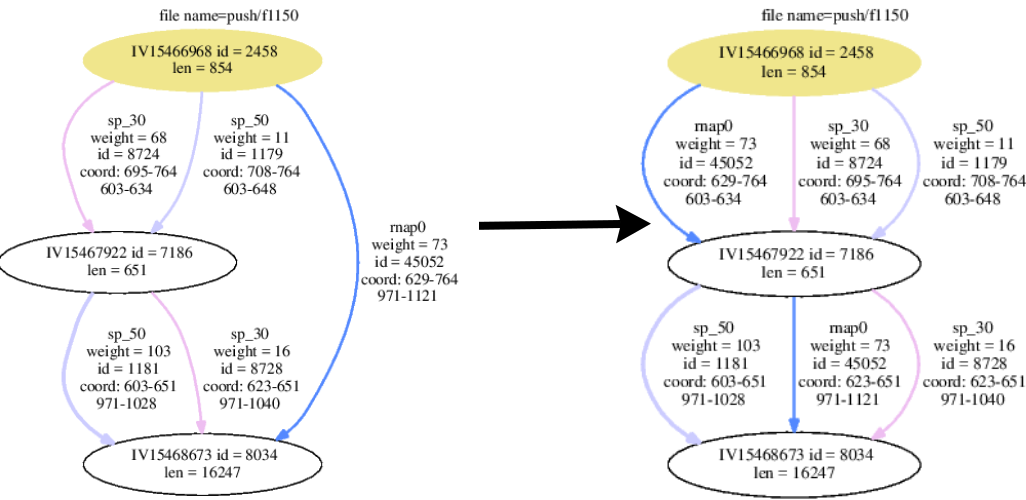 file name=push/f1150
IV15466968 id = 2458
len = 854
sp_30
weight = 68
id = 8724
coord: 695-764
603-634
sp_50
weight = 11
id = 1179
coord: 708-764
603-648
rnap0
weight = 73
id = 45052
coord: 629-764
971-1121
IV15467922 id = 7186
len = 651
sp_50
weight = 103
id = 1181
coord: 603-651
971-1028
sp_30
weight = 16
id = 8728
coord: 623-651
971-1040
IV15468673 id = 8034
len = 16247
file name=push/f1150
IV15466968 id = 2458
len = 854
rnap0
weight = 73
id = 45052
coord: 629-764
603-634
sp_30
weight = 68
id = 8724
coord: 695-764
603-634
sp_50
weight = 11
id = 1179
coord: 708-764
603-648
IV15467922 id = 7186
len = 651
sp_50
weight = 103
id = 1181
coord: 603-651
971-1028
rnap0
weight = 73
id = 45052
coord: 623-651
971-1121
sp_30
weight = 16
id = 8728
coord: 623-651
971-1040
IV15468673 id = 8034
len = 16247